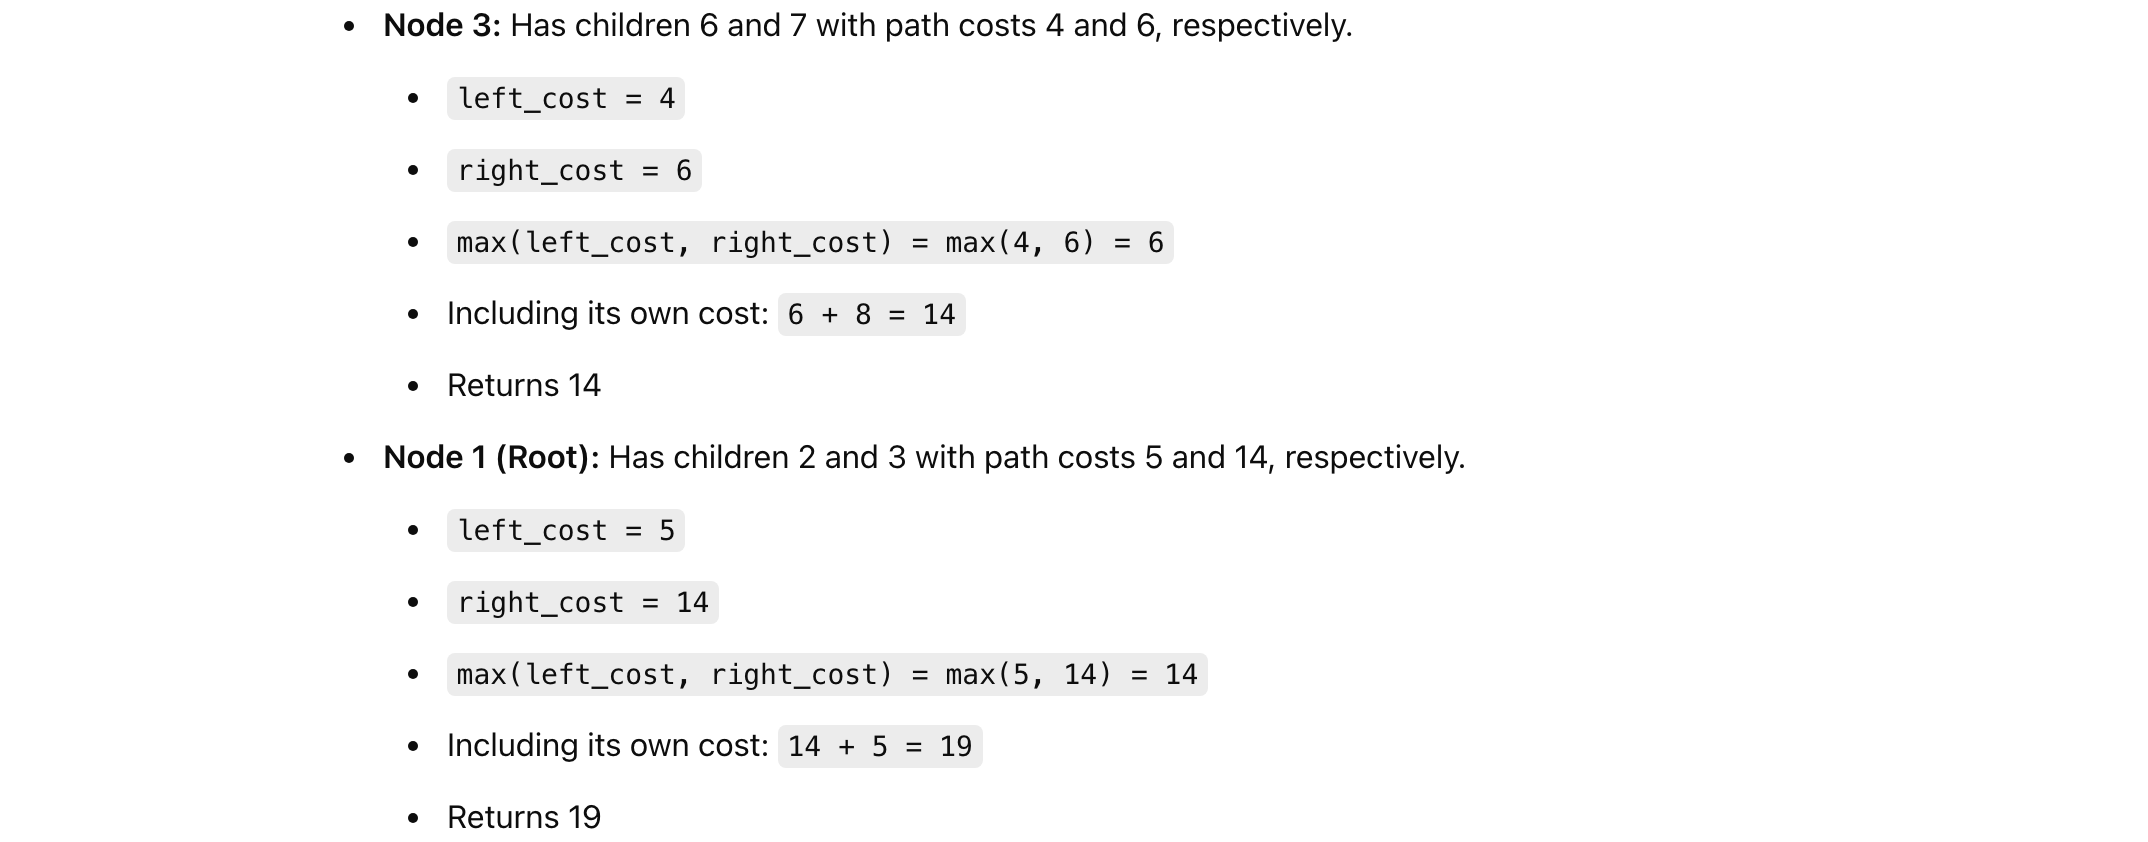 • Node 3: Has children 6 and 7 with path costs 4 and 6, respectively.
• left_cost = 4
• right_cost = 6
• max(left_cost, right_cost) = max(4, 6) = 6
• Including its own cost: 6 + 8 = 14
• Returns 14
• Node 1 (Root): Has children 2 and 3 with path costs 5 and 14, respectively.
• left_cost = 5
• right_cost = 14
• max(left_cost, right_cost) = max(5, 14) = 14
• Including its own cost: 14 + 5 = 19
• Returns 19